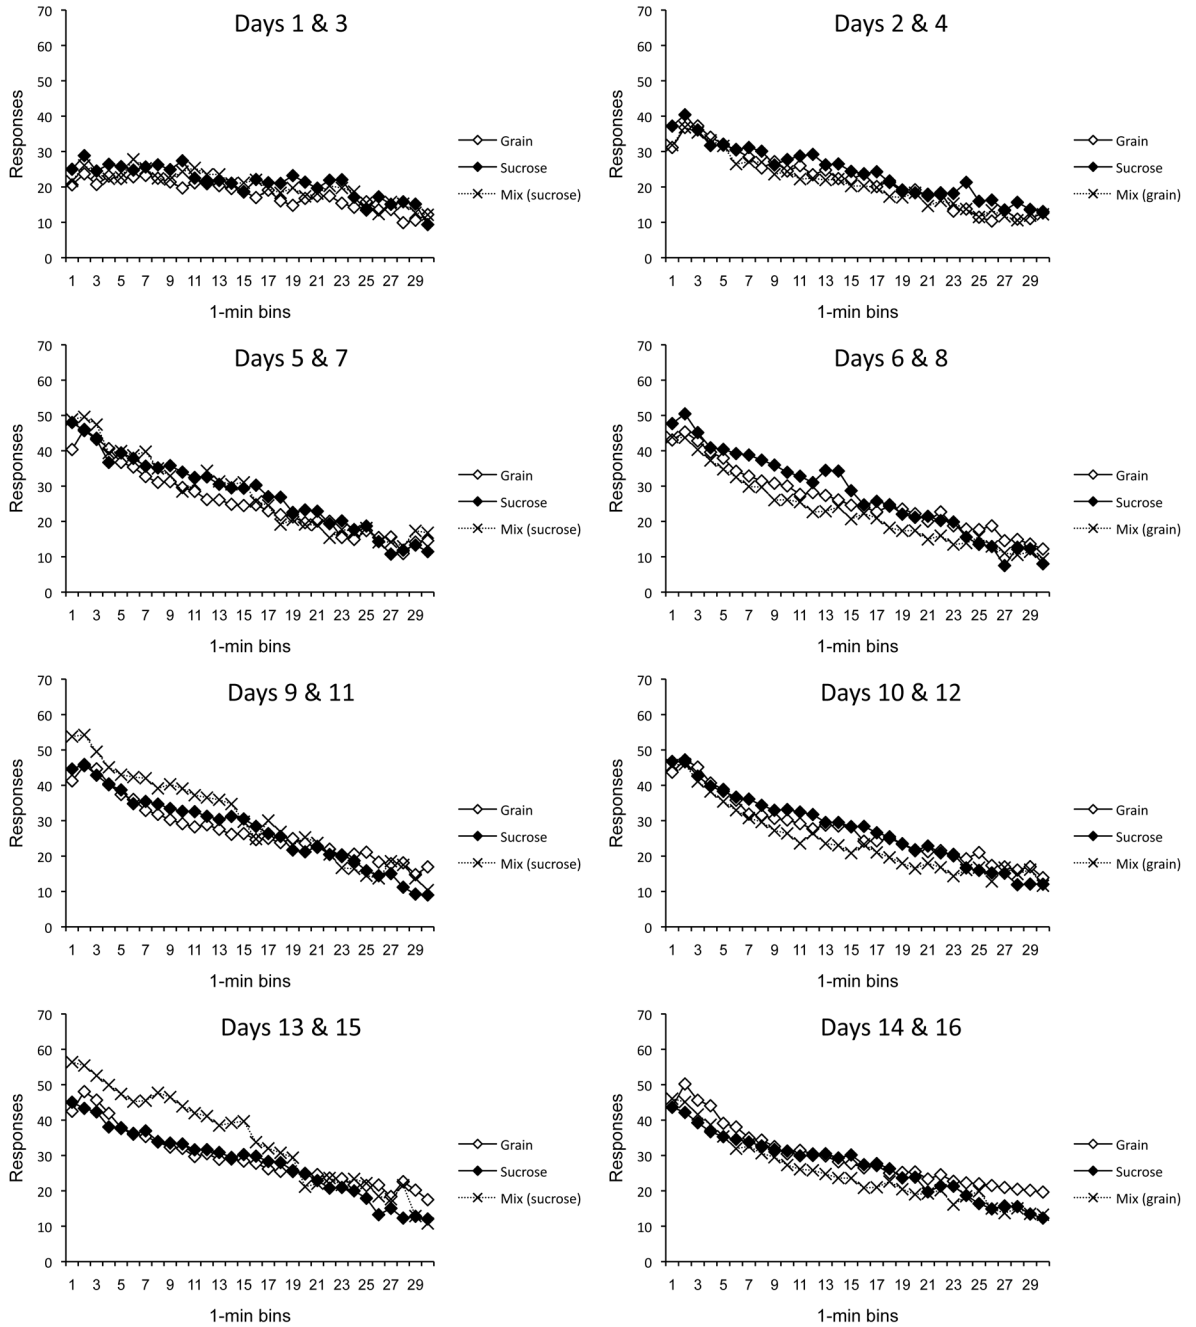 Days 1 & 3
70
60
50
40
30
20
10
0
Responses
1 3 5 7 9 11 13 15 17 19 21 23 25 27 29
1-min bins
Grain
Sucrose
Mix (sucrose)
Days 2 & 4
70
60
50
40
30
20
10
0
Responses
1 3 5 7 9 11 13 15 17 19 21 23 25 27 29
1-min bins
Grain
Sucrose
Mix (grain)
Days 5 & 7
70
60
50
40
30
20
10
0
Responses
1 3 5 7 9 11 13 15 17 19 21 23 25 27 29
1-min bins
Grain
Sucrose
Mix (sucrose)
Days 6 & 8
70
60
50
40
30
20
10
0
Responses
1 3 5 7 9 11 13 15 17 19 21 23 25 27 29
1-min bins
Grain
Sucrose
Mix (grain)
Days 9 & 11
70
60
50
40
30
20
10
0
Responses
1 3 5 7 9 11 13 15 17 19 21 23 25 27 29
1-min bins
Grain
Sucrose
Mix (sucrose)
Days 10 & 12
70
60
50
40
30
20
10
0
Responses
1 3 5 7 9 11 13 15 17 19 21 23 25 27 29
1-min bins
Grain
Sucrose
Mix (grain)
Days 13 & 15
70
60
50
40
30
20
10
0
Responses
1 3 5 7 9 11 13 15 17 19 21 23 25 27 29
1-min bins
Grain
Sucrose
Mix (sucrose)
Days 14 & 16
70
60
50
40
30
20
10
0
Responses
1 3 5 7 9 11 13 15 17 19 21 23 25 27 29
1-min bins
Grain
Sucrose
Mix (grain)